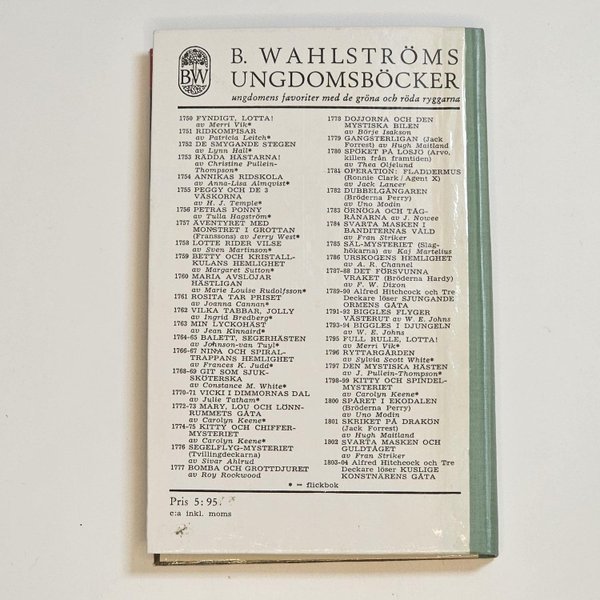 BW
B. WAHLSTRÖMS
UNGDOMSBÖCKER
ungdomens favoriter med de gröna och röda ryggarna
1750 FYNDIGT, LOTTA!
av Merri Vik*
1751 RIDKOMPISAR
av Patricia Leitch*
1752 DE SMYGANDE STEGEN
av Lynn Hall*
1753 RÄDDA HÄSTARNA!
av Christine Pullein-
Thompson*
1754 ANNIKAS RIDSKOLA
av Anna-Lisa Almqvist*
1755 PEGGY OCH DE 3
VÄSKORNA
av H. J. Temple*
1756 PETRAS PONNY
av Tulla Hagström*
1757 ÄVENTYRET MED
MONSTRET I GROTTAN
(Franssons) av Jerry West*
1758 LOTTE RIDER VILSE
av Sven Martinson*
1759 BETTY OCH KRISTALL-
KULANS HEMLIGHET
av Margaret Sutton*
1760 MARIA AVSLÖJAR
HÄSTLIGAN
av Marie Louise Rudolfsson*
1761 ROSITA TAR PRISET
av Joanna Cannan*
1762 VILKA TABBAR, JOLLY
av Ingrid Bredberg*
1763 MIN LYCKOHÄST
av Jean Kinnaird*
1764-65 BALETT, SEGERHÄSTEN
av Johnson-van Tuyl*
1766-67 NINA OCH SPIRAL-
TRAPPANS HEMLIGHET
av Frances K. Judd*
1768-69 GIT SOM SJUK-
SKÖTERSKA
av Constance M. White*
1770-71 VICKI I DIMMORNAS DAL
av Julie Tatham*
1772-73 MARY, LOU OCH LÖNN-
RUMMETS GÅTA
av Carolyn Keene*
1774-75 KITTY OCH CHIFFER-
MYSTERIET
av Carolyn Keene*
1776 SEGELFLYG-MYSTERIET
(Tvillingdeckarna)
av Sivar Ahlrud
1777 BOMBA OCH GROTTDJURET
av Roy Rockwood
1778 DOJJORNA OCH DEN
MYSTISKA BILEN
av Börje Isakson
1779 GANGSTERLIGAN (Jack
Forrest) av Hugh Maitland
1780 SPÖKET PÅ LOSJÖ (Arvo,
killen från framtiden)
av Thea Oljelund
1781 OPERATION: FLADDERMUS
(Ronnie Clark / Agent X)
av Jack Lancer
1782 DUBBELGÅNGAREN
(Bröderna Perry)
av Uno Modin
1783 ÖRNÖGA OCH TÅG-
RÅNARNA av J. Novcee
1784 SVARTA MASKEN I
BANDITERNAS VÅLD
av Fran Striker
1785 SÄL-MYSTERIET (Slag-
hökarna) av Kaj Martelius
1786 URSKOGENS HEMLIGHET
av A. R. Channel
1787-88 DET FÖRSVUNNA
VRAKET (Bröderna Hardy)
av F. W. Dixon
1789-90 Alfred Hitchcock och Tre
Deckare löser SJUNGANDE
ORMENS GÅTA
1791-92 BIGGLES FLYGER
VÄSTERUT av W. E. Johns
1793-94 BIGGLES I DJUNGELN
av W. E. Johns
1795 FULL RULLE, LOTTA!
av Merri Vik*
1796 RYTTARGÅRDEN
av Sylvia Scott White*
1797 DEN MYSTISKA HÄSTEN
av J. Pullein-Thompson*
1798-99 KITTY OCH SPINDEL-
MYSTERIET
av Carolyn Keene*
1800 SPÅRET I EKODALEN
(Bröderna Perry)
av Uno Modin
1801 SKRIKET PÅ DRAKÖN
(Jack Forrest)
av Hugh Maitland
1802 SVARTA MASKEN OCH
GULDTÅGET
av Fran Striker
1803-04 Alfred Hitchcock och Tre
Deckare löser KUSLIGE
KONSTNÄRENS GÅTA
* = flickbok
Pris 5:95
c:a inkl. moms